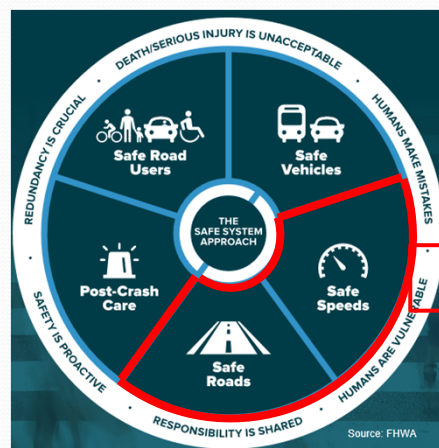 DEATH/SERIOUS INJURY IS UNACCEPTABLE
HUMANS MAKE MISTAKES
HUMANS ARE VULNERABLE
RESPONSIBILITY IS SHARED
SAFETY IS PROACTIVE
REDUNDANCY IS CRUCIAL
Safe Road
Users
Safe
Vehicles
THE
SAFE SYSTEM
APPROACH
Post-Crash
Care
Safe
Speeds
Safe
Roads
Source: FHWA